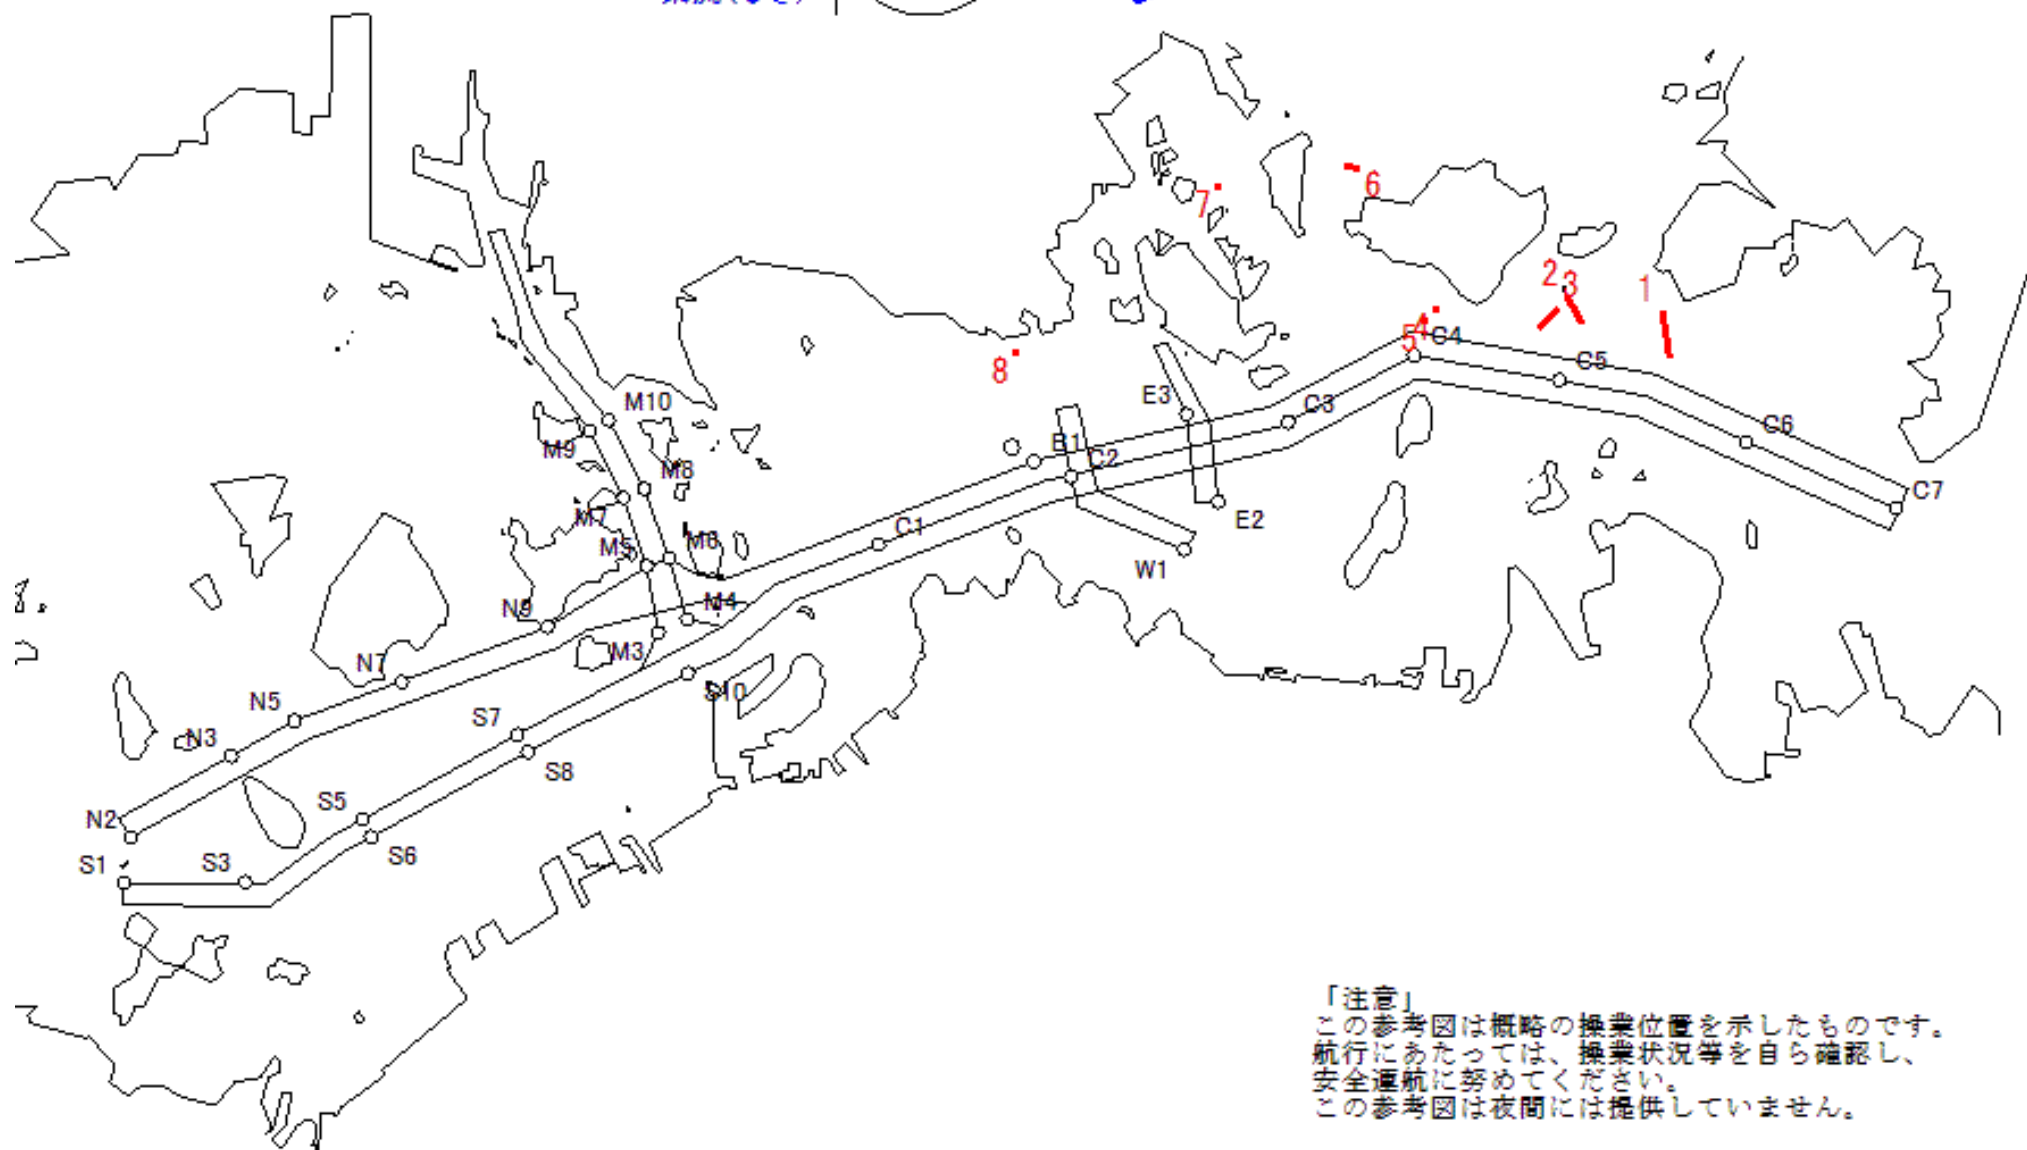 7
6
2
3
1
4
5
C4
8
C5
E3
M10
C3
B1
C6
M9
C2
M8
C7
M7
E2
C1
M5
M6
W1
N9
M4
M3
N7
S10
N5
S7
N3
S8
S5
N2
S6
S1
S3
「注意」
この参考図は概略の操業位置を示したものです。
航行にあたっては、操業状況等を自ら確認し、
安全運航に努めてください。
この参考図は夜間には提供していません。